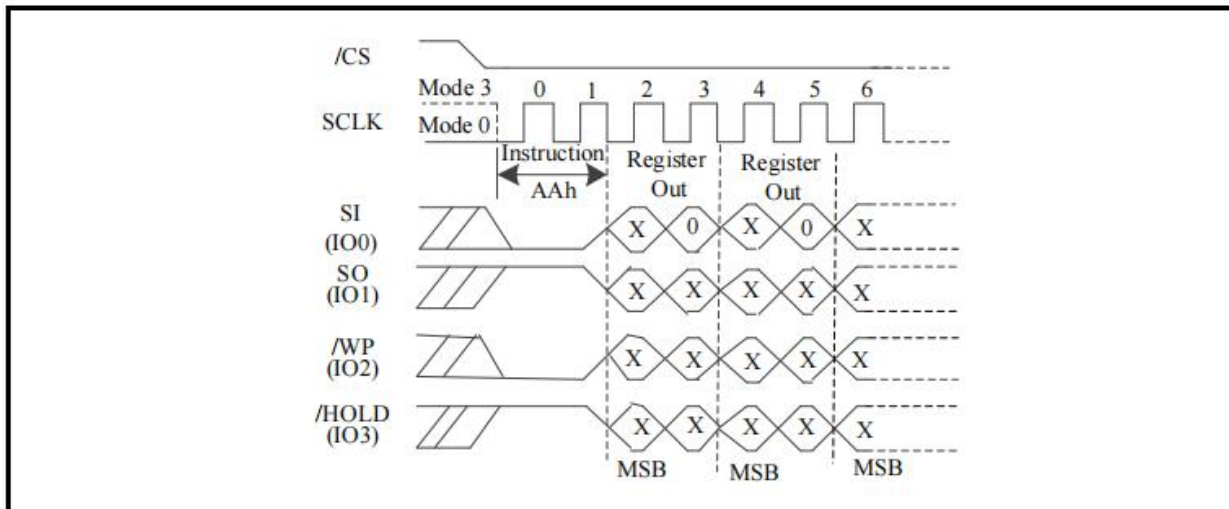 /CS
Mode 3 0 1 2 3 4 5 6
SCLK
Mode 0
Instruction
AAh
Register
Out
Register
Out
SI
(IO0)
X 0 X 0 X
SO
(IO1)
X X X X X
/WP
(IO2)
X X X X X
/HOLD
(IO3)
X X X X X
MSB MSB MSB